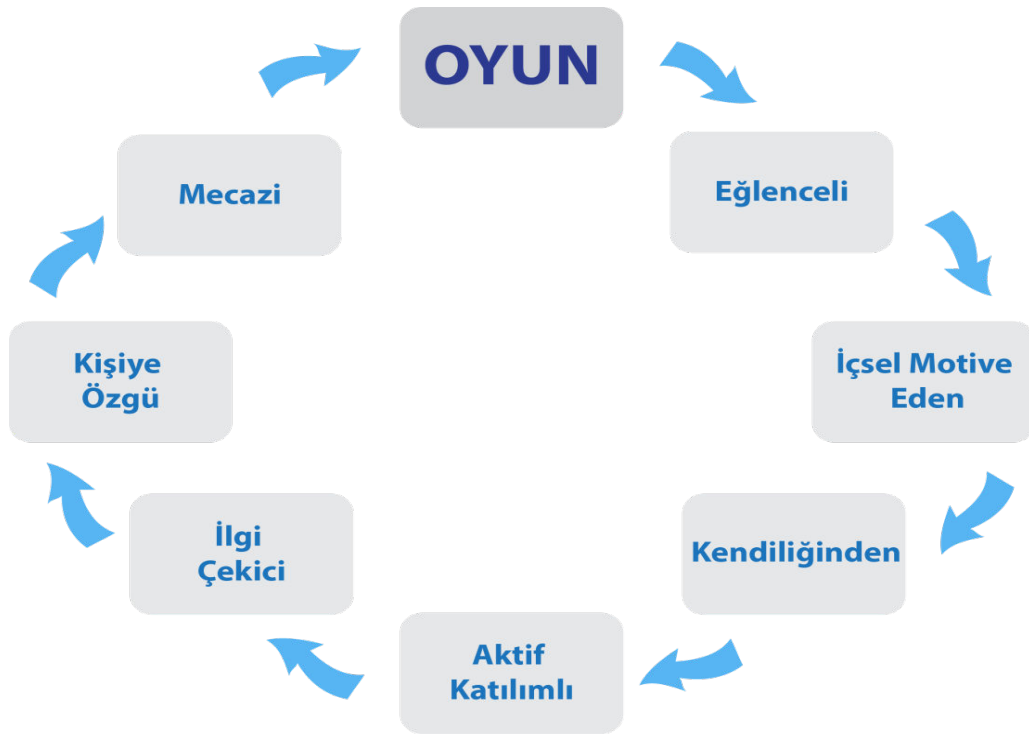 OYUN
Eğlenceli
İçsel Motive
Eden
Kendiliğinden
Aktif
Katılımlı
İlgi
Çekici
Kişiye
Özgü
Mecazi